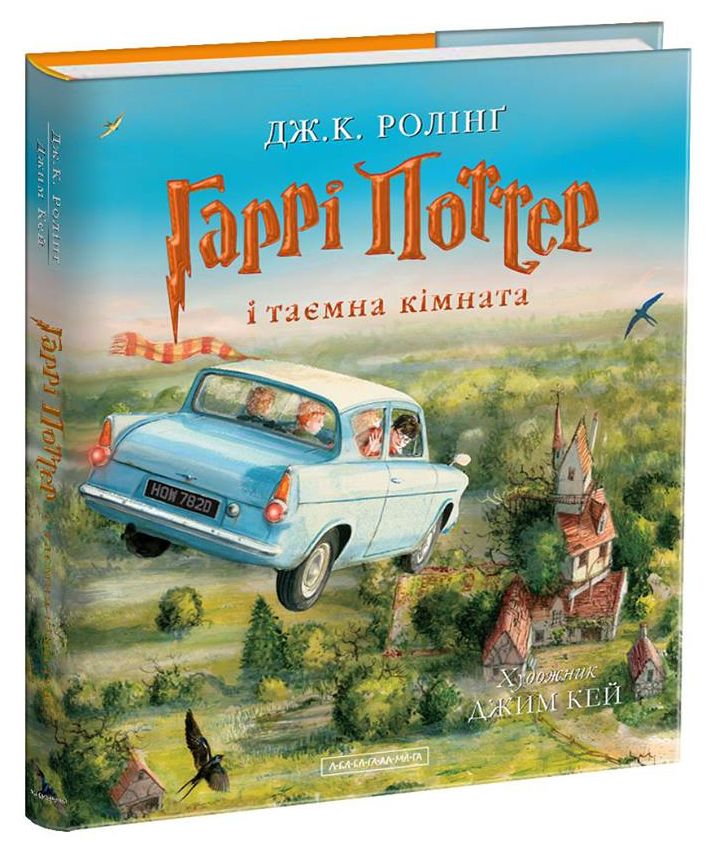 ДЖ.К. РОЛІНҐ
Гаррі Поттер
і таємна кімната
HOW 782D
Художник
ДЖИМ КЕЙ
А-БА-БА-ГА-ЛА-МА-ГА
Дж.К. Ролінґ
Джим Кей
Гаррі Поттер